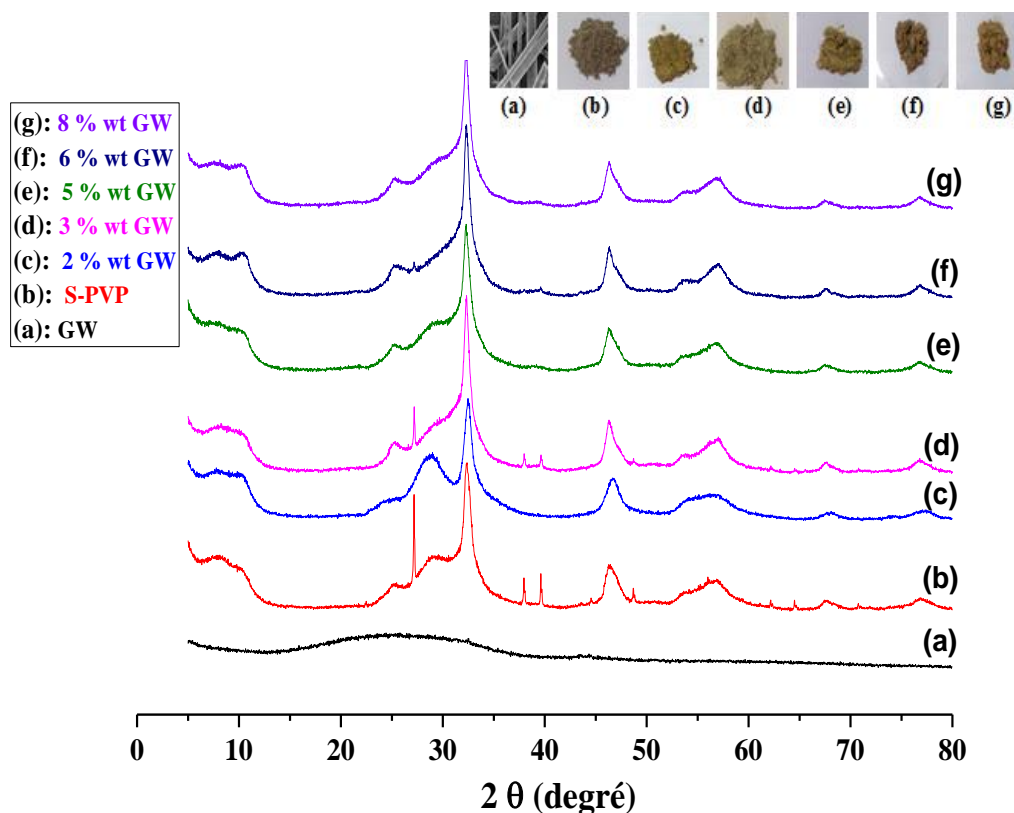 (a) (b) (c) (d) (e) (f) (g)
(g): 8 % wt GW
(f): 6 % wt GW
(e): 5 % wt GW
(d): 3 % wt GW
(c): 2 % wt GW
(b): S-PVP
(a): GW
(g)
(f)
(e)
(d)
(c)
(b)
(a)
0 10 20 30 40 50 60 70 80
2 θ (degré)